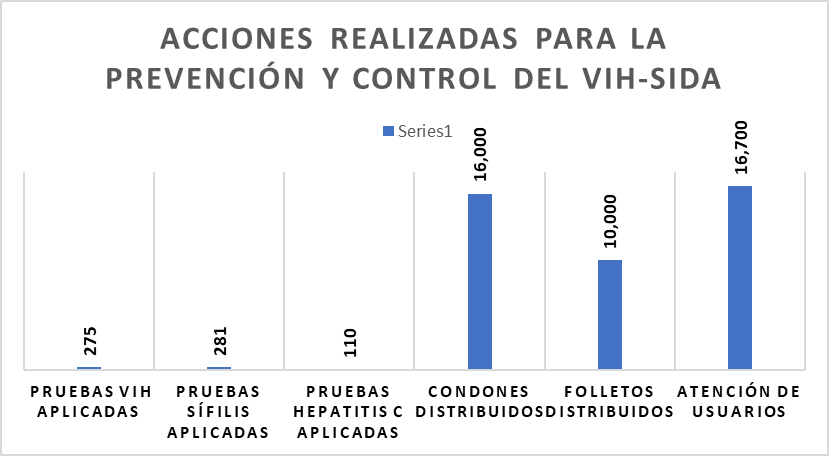 ACCIONES REALIZADAS PARA LA
PREVENCIÓN Y CONTROL DEL VIH-SIDA
Series1
275
281
110
16,000
10,000
16,700
PRUEBAS VIH
APLICADAS
PRUEBAS
SÍFILIS
APLICADAS
PRUEBAS
HEPATITIS C
APLICADAS
CONDONES
DISTRIBUIDOS
FOLLETOS
DISTRIBUIDOS
ATENCIÓN DE
USUARIOS